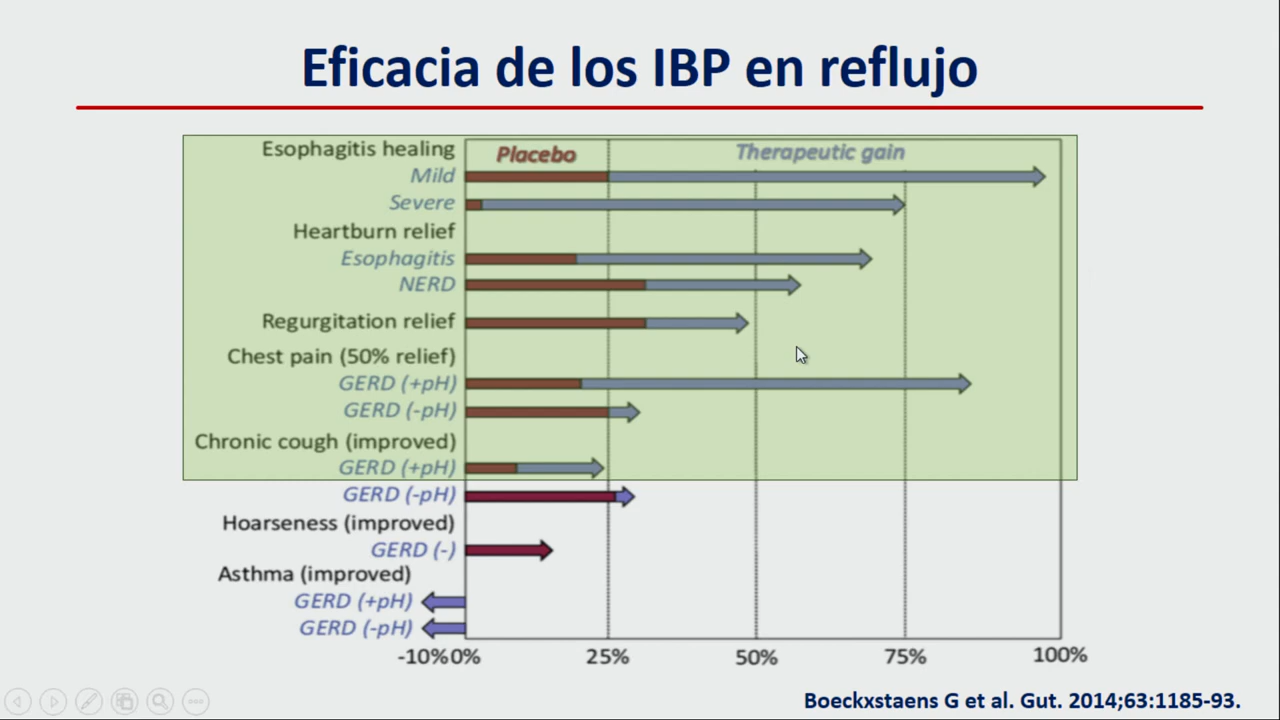 Eficacia de los IBP en reflujo
Esophagitis healing
Placebo
Therapeutic gain
Mild
Severe
Heartburn relief
Esophagitis
NERD
Regurgitation relief
Chest pain (50% relief)
GERD (+pH)
GERD (-pH)
Chronic cough (improved)
GERD (+pH)
GERD (-pH)
Hoarseness (improved)
GERD (-)
Asthma (improved)
GERD (+pH)
GERD (-pH)
-10% 0% 25% 50% 75% 100%
Boeckxstaens G et al. Gut. 2014;63:1185-93.